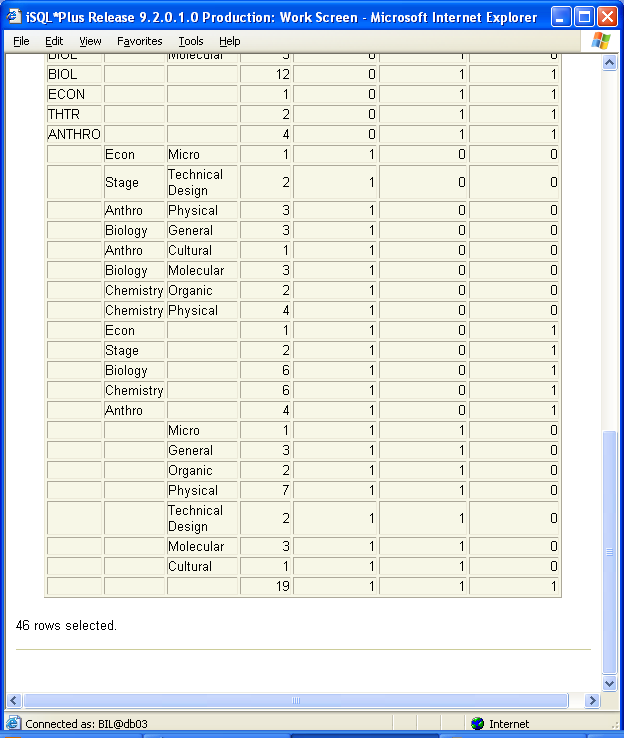 iSQL*Plus Release 9.2.0.1.0 Production: Work Screen - Microsoft Internet Explorer
File Edit View Favorites Tools Help
BIOL Molecular 3 0 1 0
BIOL 12 0 1 1
ECON 1 0 1 1
THTR 2 0 1 1
ANTHRO 4 0 1 1
Econ Micro 1 1 0 0
Stage Technical Design 2 1 0 0
Anthro Physical 3 1 0 0
Biology General 3 1 0 0
Anthro Cultural 1 1 0 0
Biology Molecular 3 1 0 0
Chemistry Organic 2 1 0 0
Chemistry Physical 4 1 0 0
Econ 1 1 0 1
Stage 2 1 0 1
Biology 6 1 0 1
Chemistry 6 1 0 1
Anthro 4 1 0 1
Micro 1 1 1 0
General 3 1 1 0
Organic 2 1 1 0
Physical 7 1 1 0
Technical Design 2 1 1 0
Molecular 3 1 1 0
Cultural 1 1 1 0
19 1 1 1
46 rows selected.
Connected as: BIL@db03 Internet